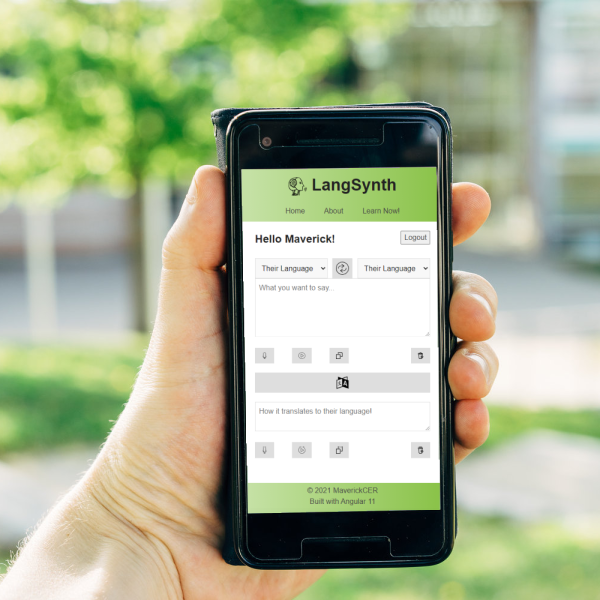 LangSynth
Home About Learn Now!
Hello Maverick! Logout
Their Language Their Language
What you want to say...
How it translates to their language!
© 2021 MaverickCER
Built with Angular 11